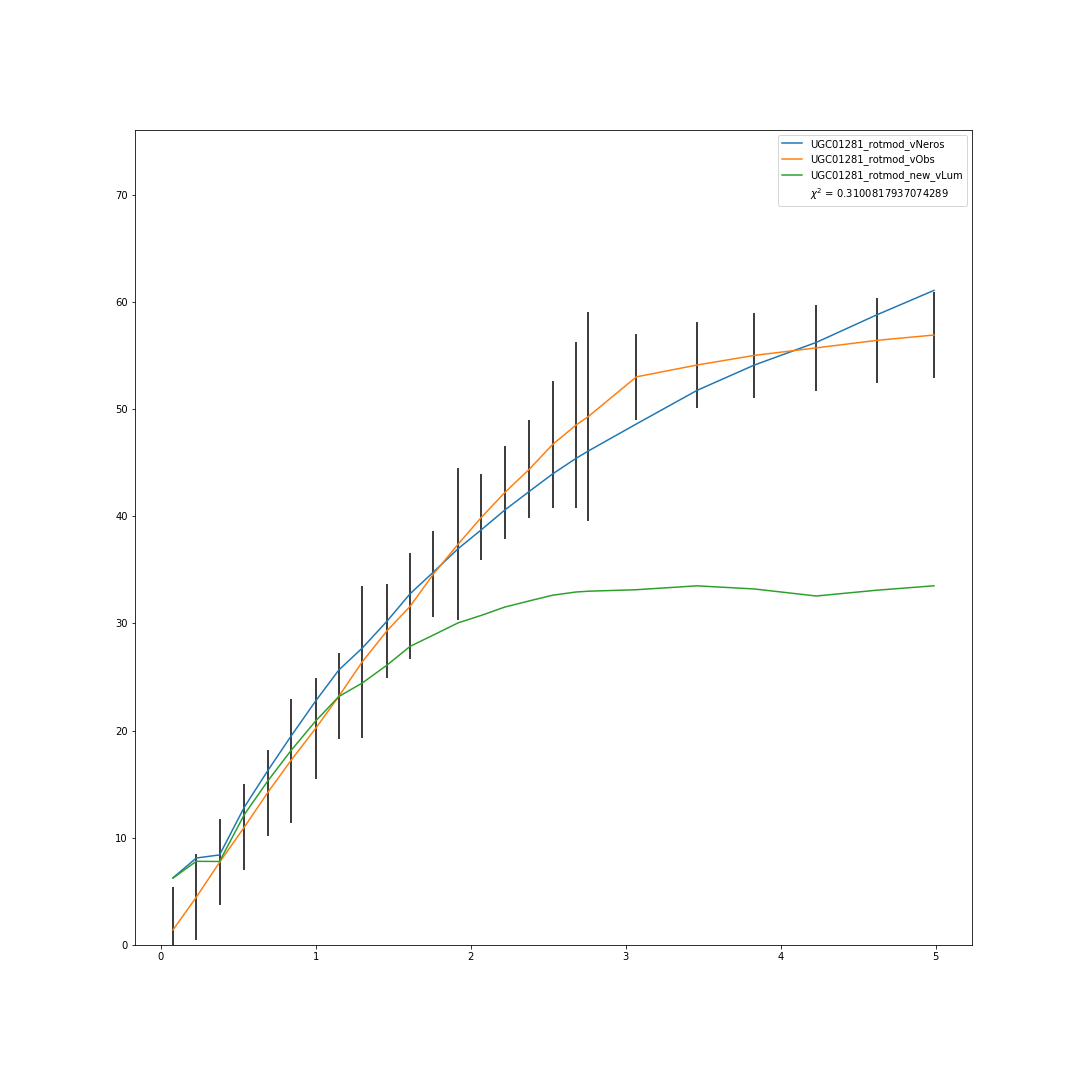 UGC01281_rotmod_vNeros
UGC01281_rotmod_vObs
UGC01281_rotmod_new_vLum
χ² = 0.3100817937074289
70
60
50
40
30
20
10
0
0 1 2 3 4 5